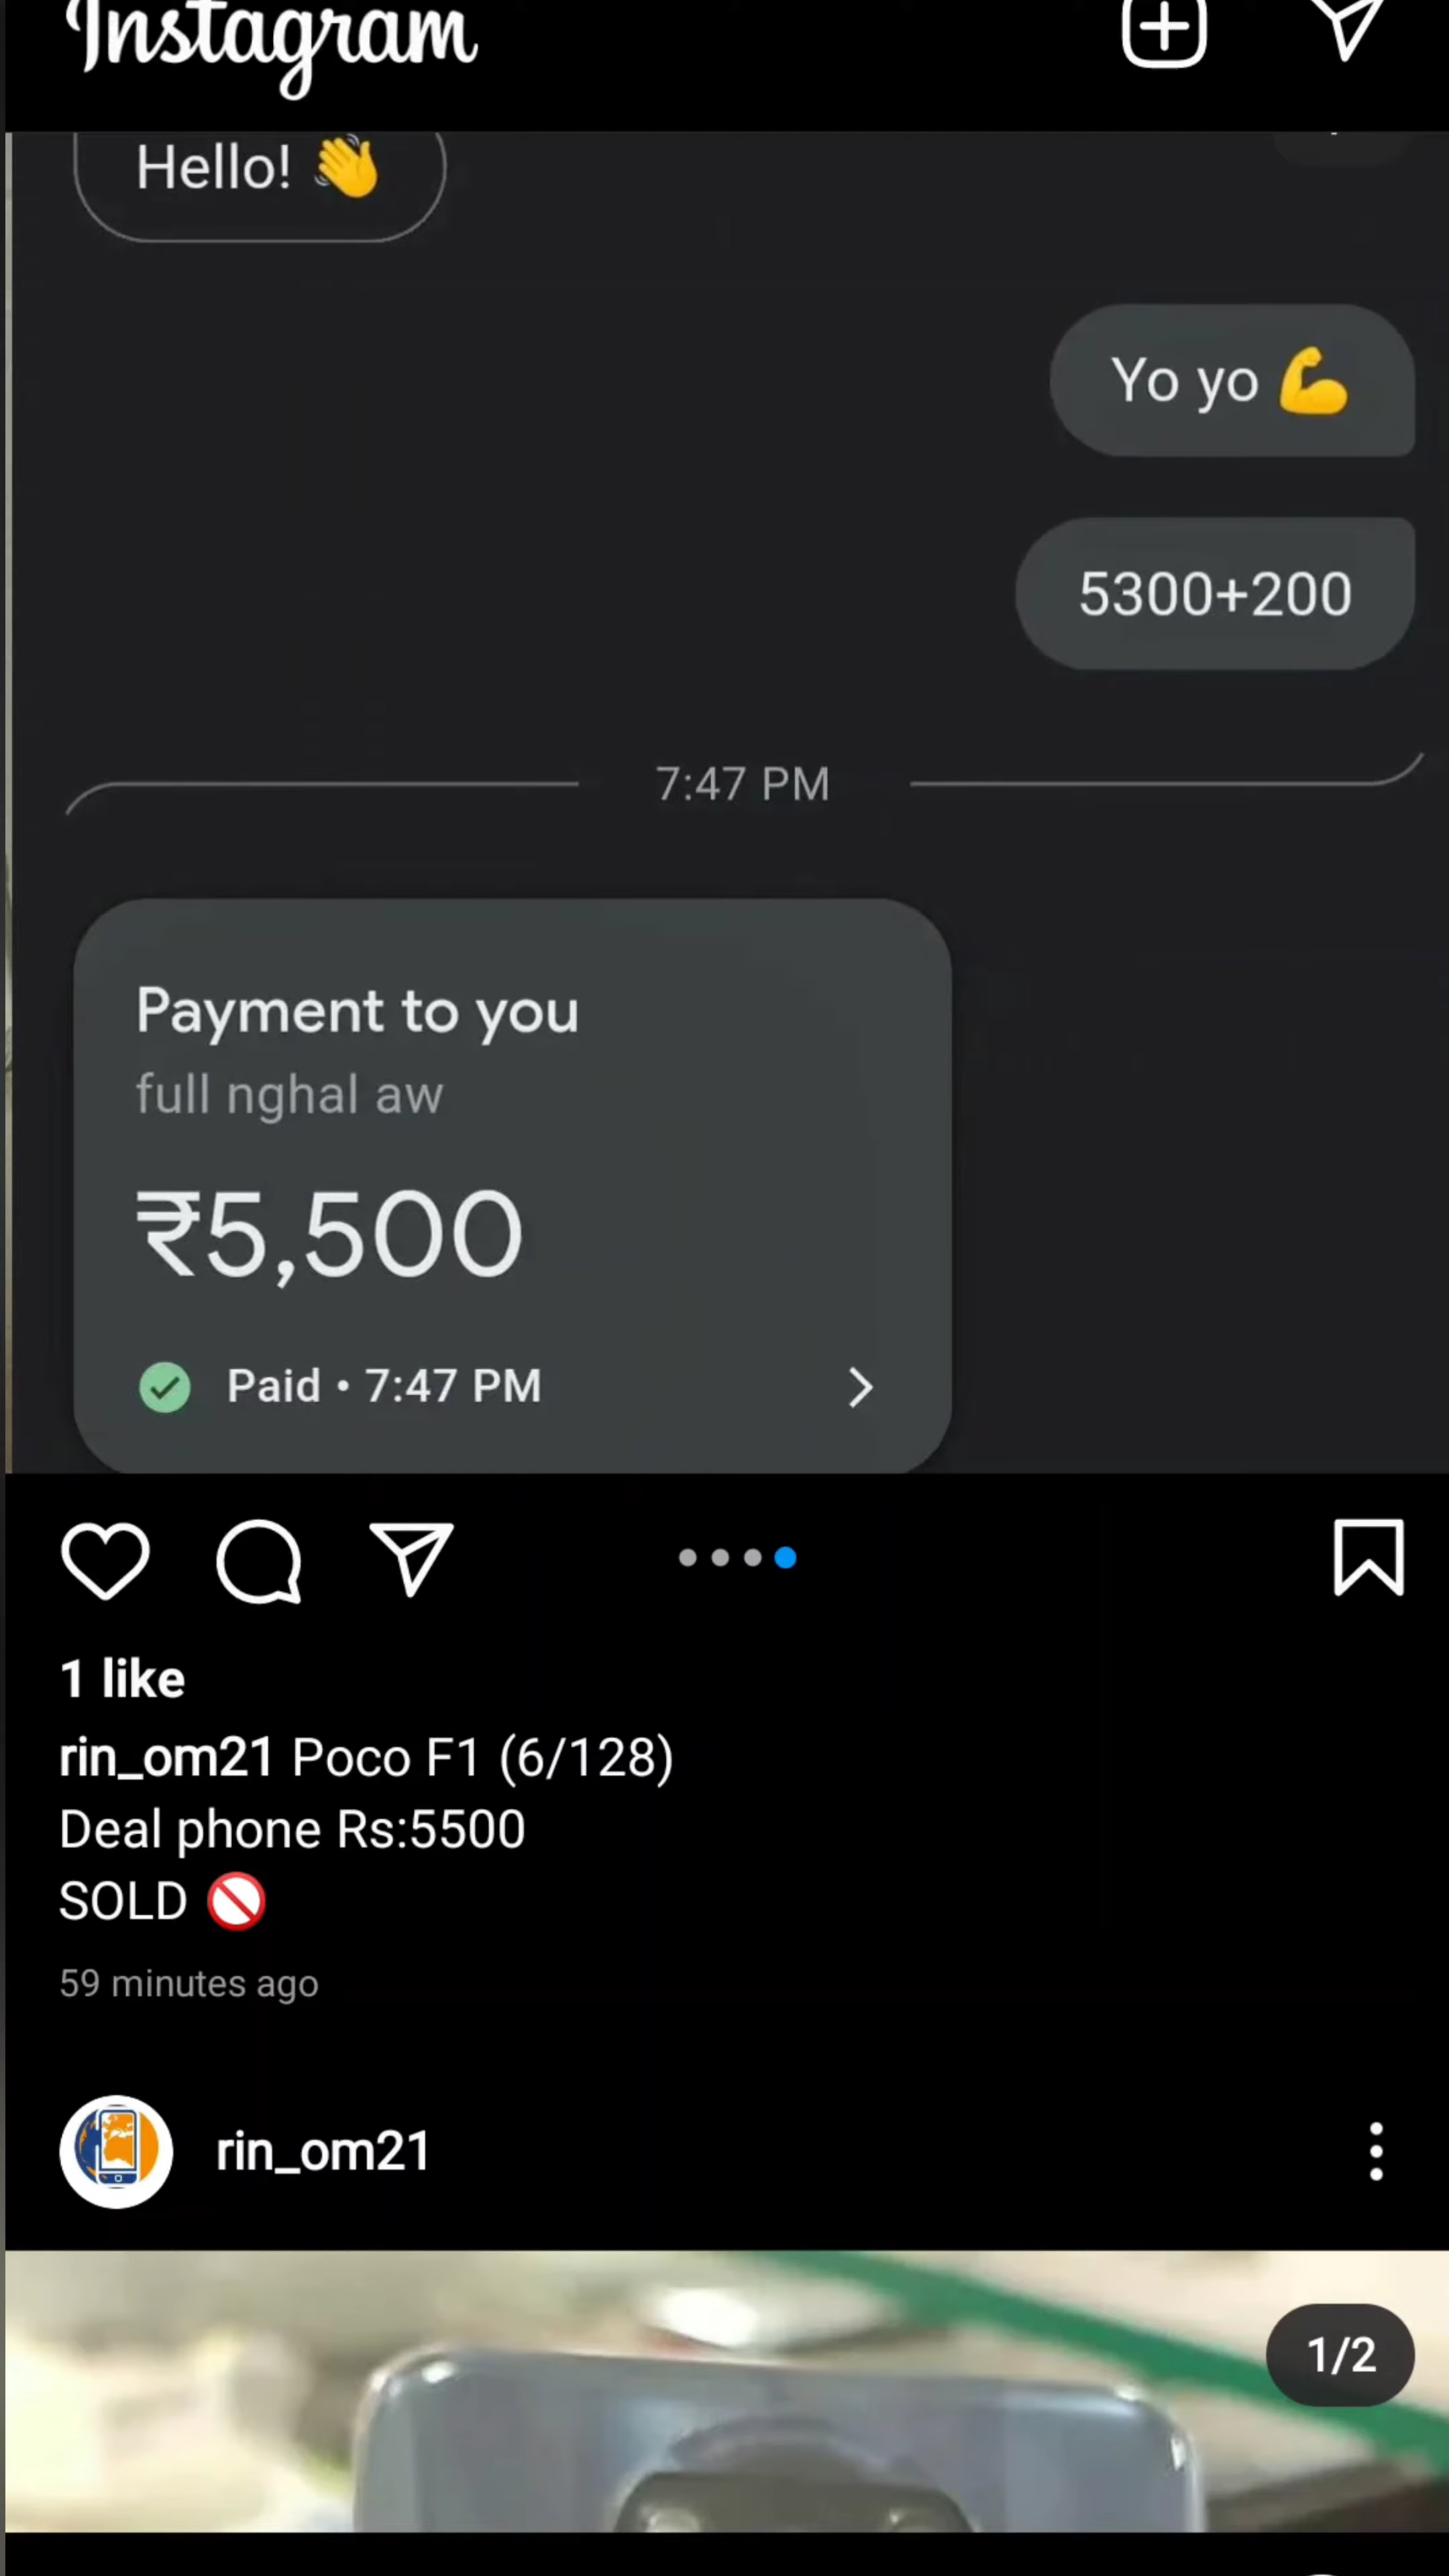 Instagram
Hello! 👋
Yo yo 💪
5300+200
7:47 PM
Payment to you
full nghal aw
₹5,500
Paid • 7:47 PM
1 like
rin_om21 Poco F1 (6/128)
Deal phone Rs:5500
SOLD 🚫
59 minutes ago
rin_om21
1/2